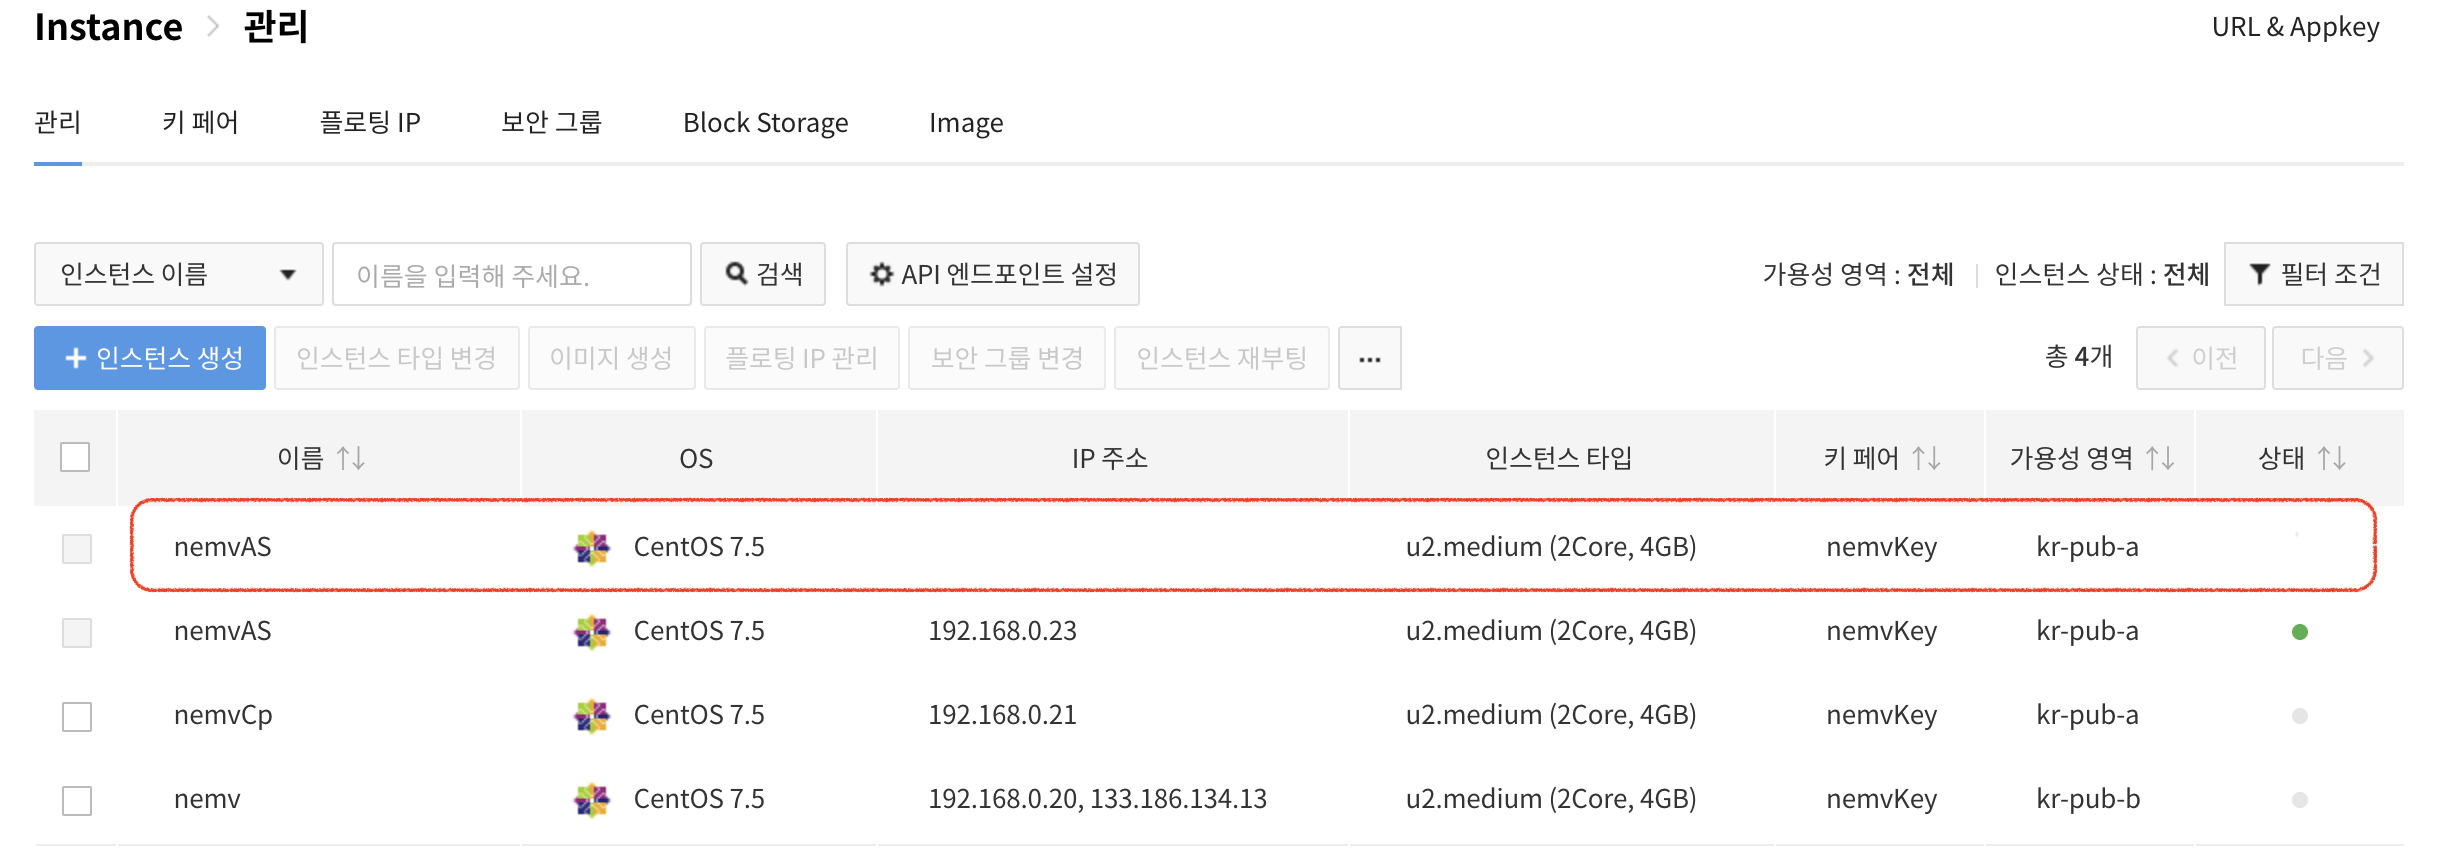 Instance > 관리
URL & Appkey
관리 키 페어 플로팅 IP 보안 그룹 Block Storage Image
인스턴스 이름 이름을 입력해 주세요. 검색 API 엔드포인트 설정 가용성 영역 : 전체 | 인스턴스 상태 : 전체 필터 조건
+ 인스턴스 생성 인스턴스 타입 변경 이미지 생성 플로팅 IP 관리 보안 그룹 변경 인스턴스 재부팅 ... 총 4개 < 이전 다음 >
이름 ↑↓ OS IP 주소 인스턴스 타입 키 페어 ↑↓ 가용성 영역 ↑↓ 상태 ↑↓
nemvAS CentOS 7.5 u2.medium (2Core, 4GB) nemvKey kr-pub-a
nemvAS CentOS 7.5 192.168.0.23 u2.medium (2Core, 4GB) nemvKey kr-pub-a
nemvCp CentOS 7.5 192.168.0.21 u2.medium (2Core, 4GB) nemvKey kr-pub-a
nemv CentOS 7.5 192.168.0.20, 133.186.134.13 u2.medium (2Core, 4GB) nemvKey kr-pub-b